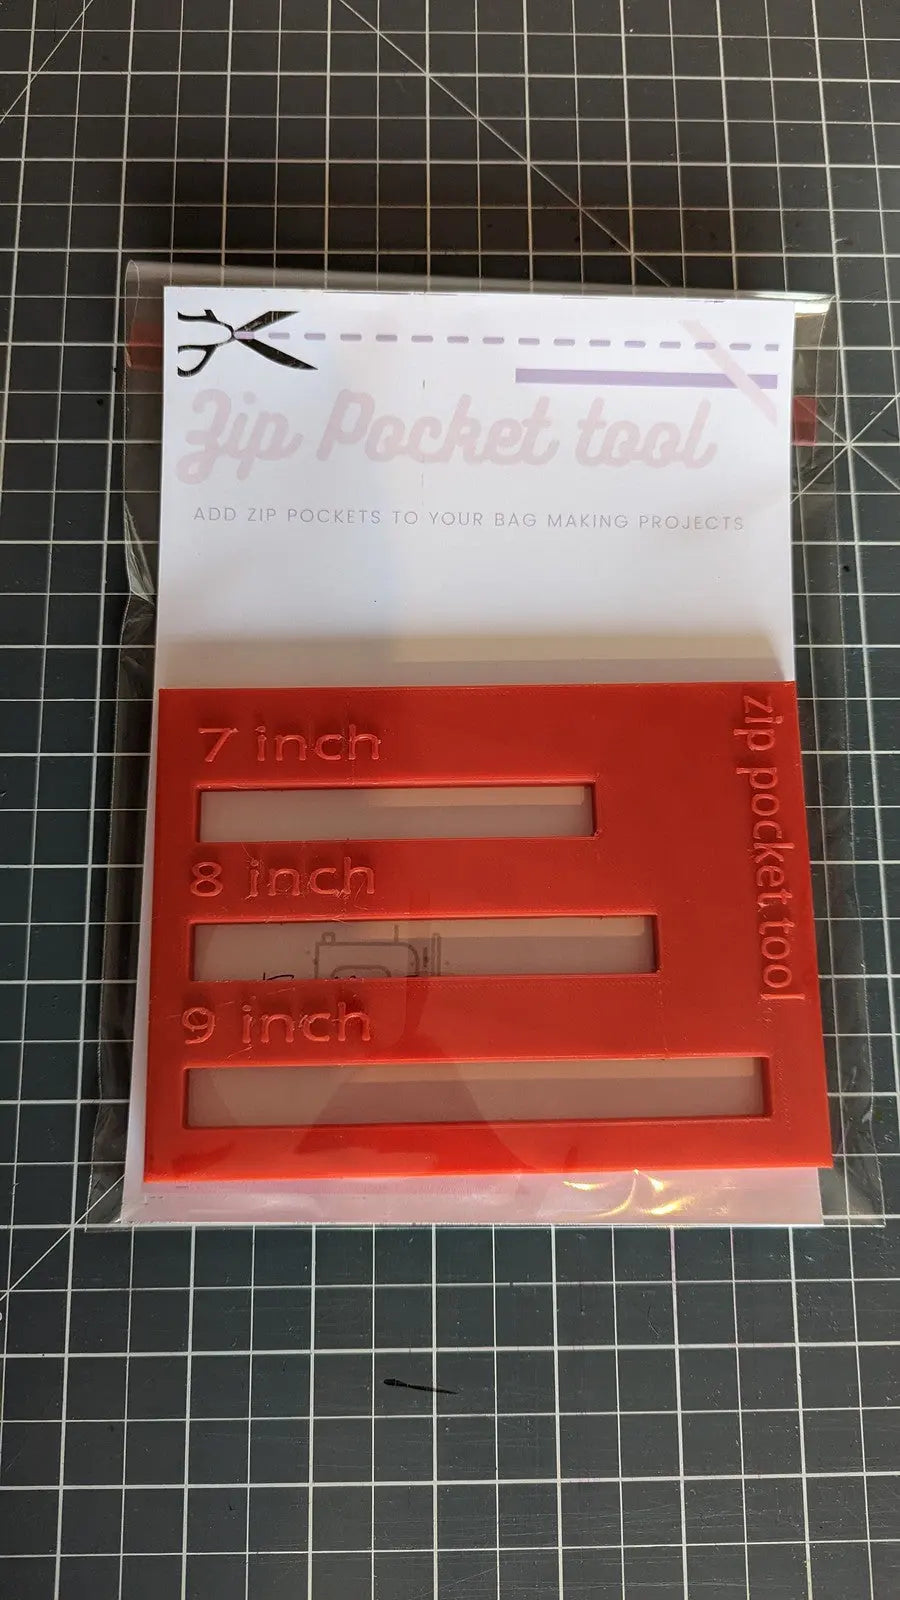 Zip Pocket tool
ADD ZIP POCKETS TO YOUR BAG MAKING PROJECTS
7 inch
zip pocket tool
8 inch
9 inch